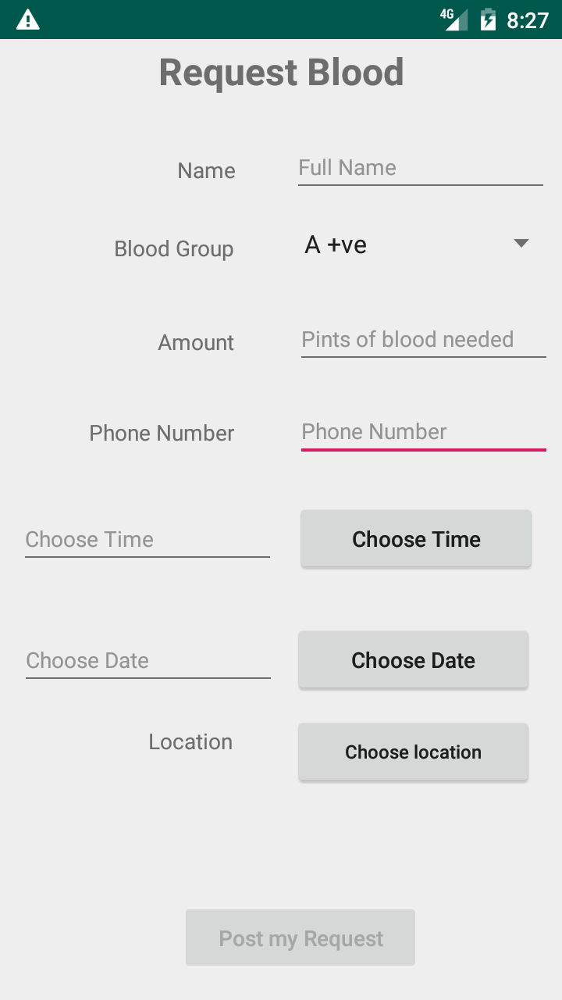 4G 8:27
Request Blood
Name Full Name
Blood Group A +ve
Amount Pints of blood needed
Phone Number Phone Number
Choose Time Choose Time
Choose Date Choose Date
Location Choose location
Post my Request